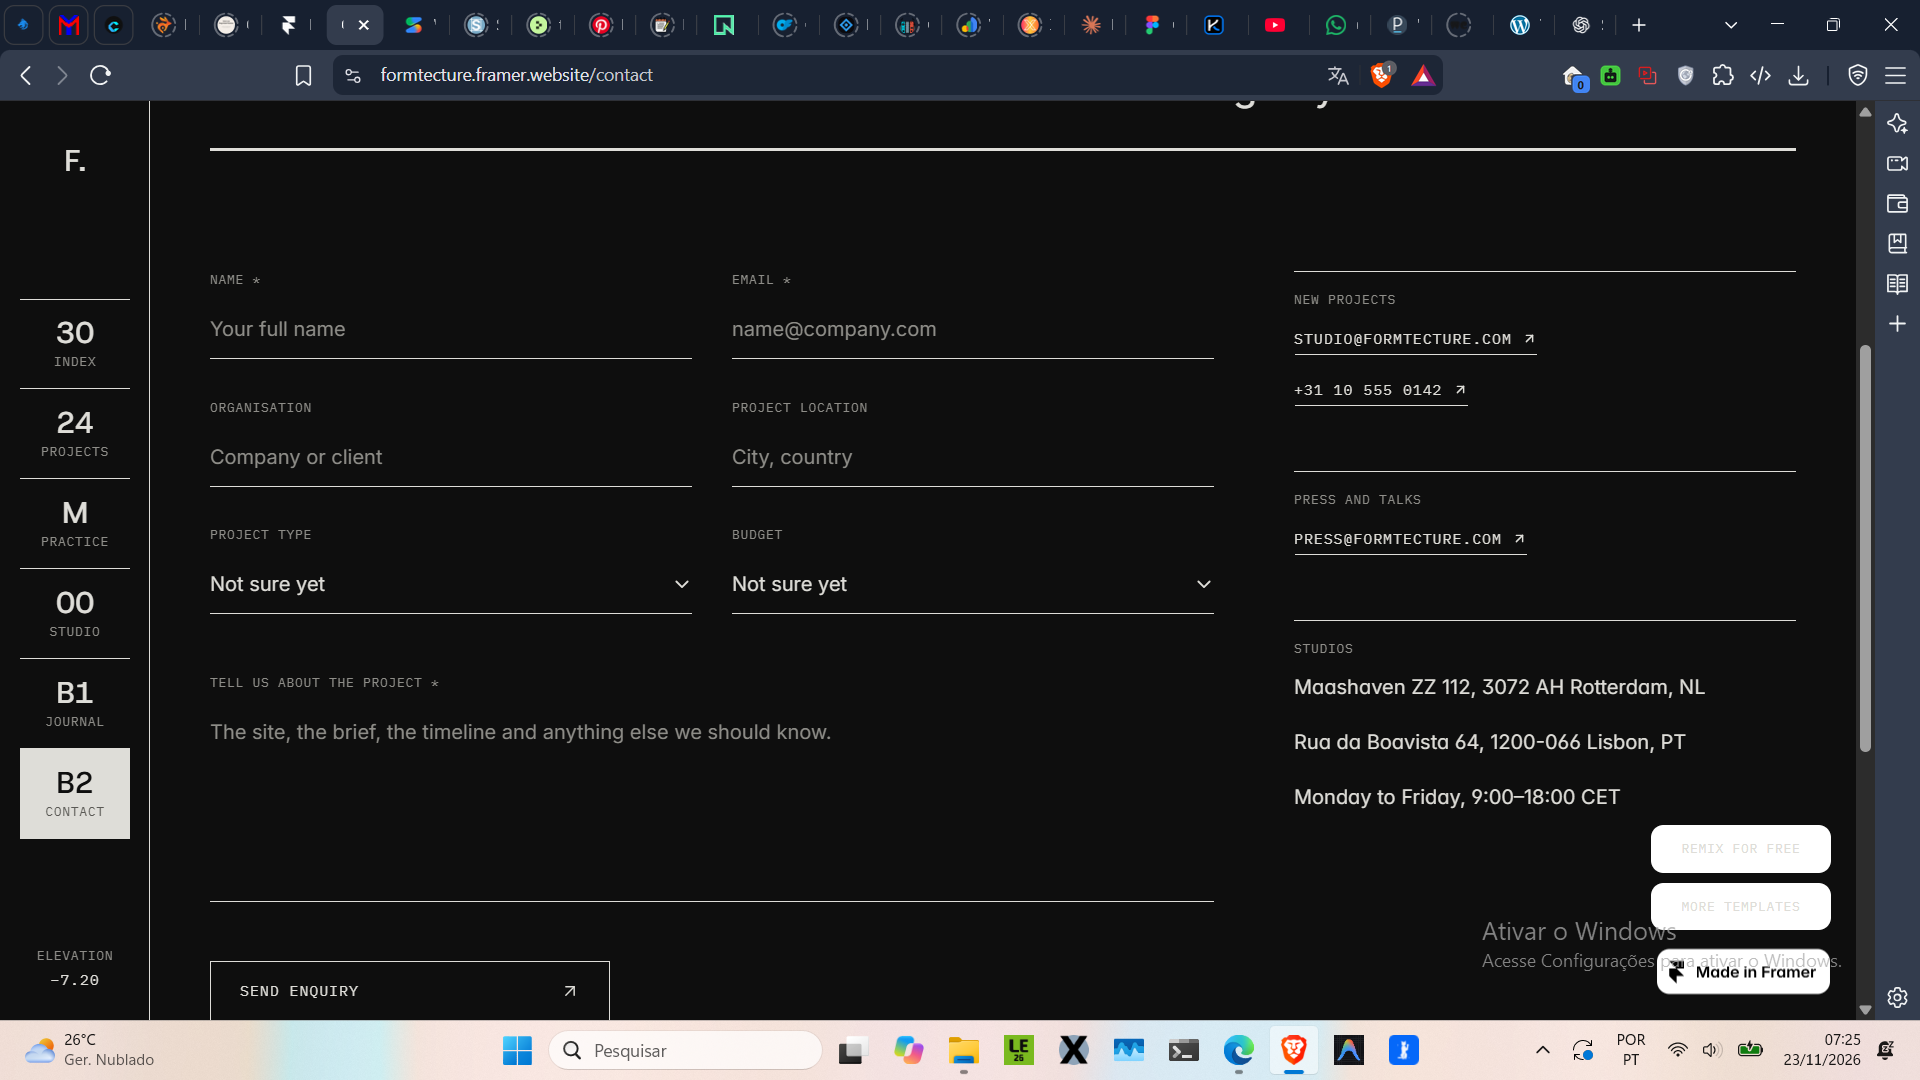 formtecture.framer.website/contact
1
0
F.
30
INDEX
24
PROJECTS
M
PRACTICE
00
STUDIO
B1
JOURNAL
B2
CONTACT
ELEVATION
−7.20
NAME *
Your full name
EMAIL *
name@company.com
ORGANISATION
Company or client
PROJECT LOCATION
City, country
PROJECT TYPE
Not sure yet
BUDGET
Not sure yet
TELL US ABOUT THE PROJECT *
The site, the brief, the timeline and anything else we should know.
SEND ENQUIRY
NEW PROJECTS
STUDIO@FORMTECTURE.COM
+31 10 555 0142
PRESS AND TALKS
PRESS@FORMTECTURE.COM
STUDIOS
Maashaven ZZ 112, 3072 AH Rotterdam, NL
Rua da Boavista 64, 1200-066 Lisbon, PT
Monday to Friday, 9:00–18:00 CET
REMIX FOR FREE
MORE TEMPLATES
Ativar o Windows
Acesse Configurações para ativar o Windows.
Made in Framer
26°C
Ger. Nublado
Pesquisar
LE
26
POR
PT
07:25
23/11/2026